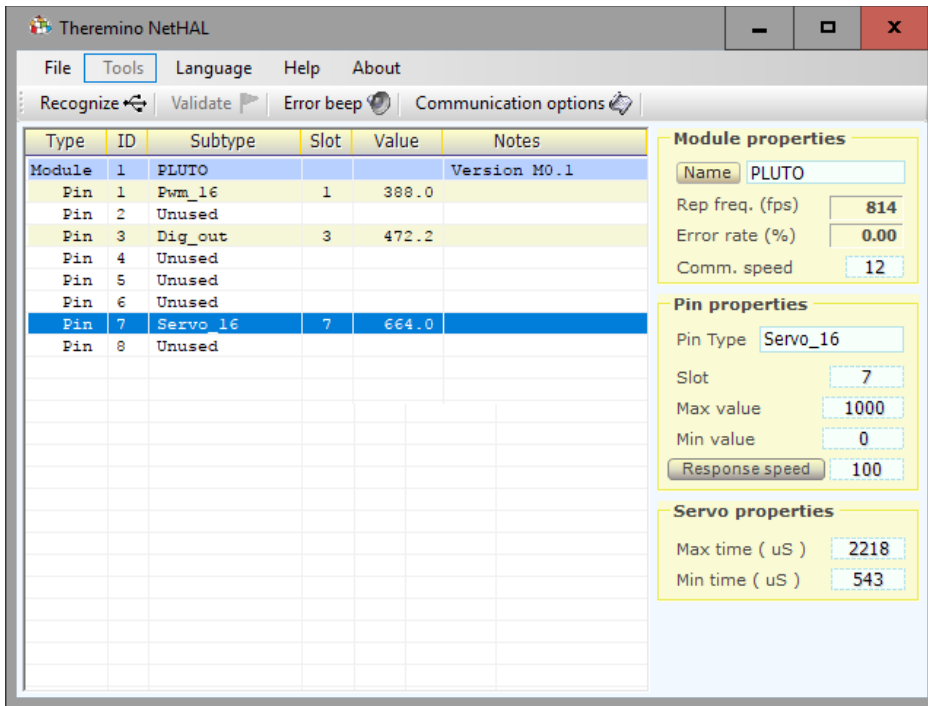 Theremino NetHAL
File Tools Language Help About
Recognize Validate Error beep Communication options
Type ID Subtype Slot Value Notes
Module 1 PLUTO Version M0.1
Pin 1 Pwm_16 1 388.0
Pin 2 Unused
Pin 3 Dig_out 3 472.2
Pin 4 Unused
Pin 5 Unused
Pin 6 Unused
Pin 7 Servo_16 7 664.0
Pin 8 Unused
Module properties
Name PLUTO
Rep freq. (fps) 814
Error rate (%) 0.00
Comm. speed 12
Pin properties
Pin Type Servo_16
Slot 7
Max value 1000
Min value 0
Response speed 100
Servo properties
Max time ( uS ) 2218
Min time ( uS ) 543